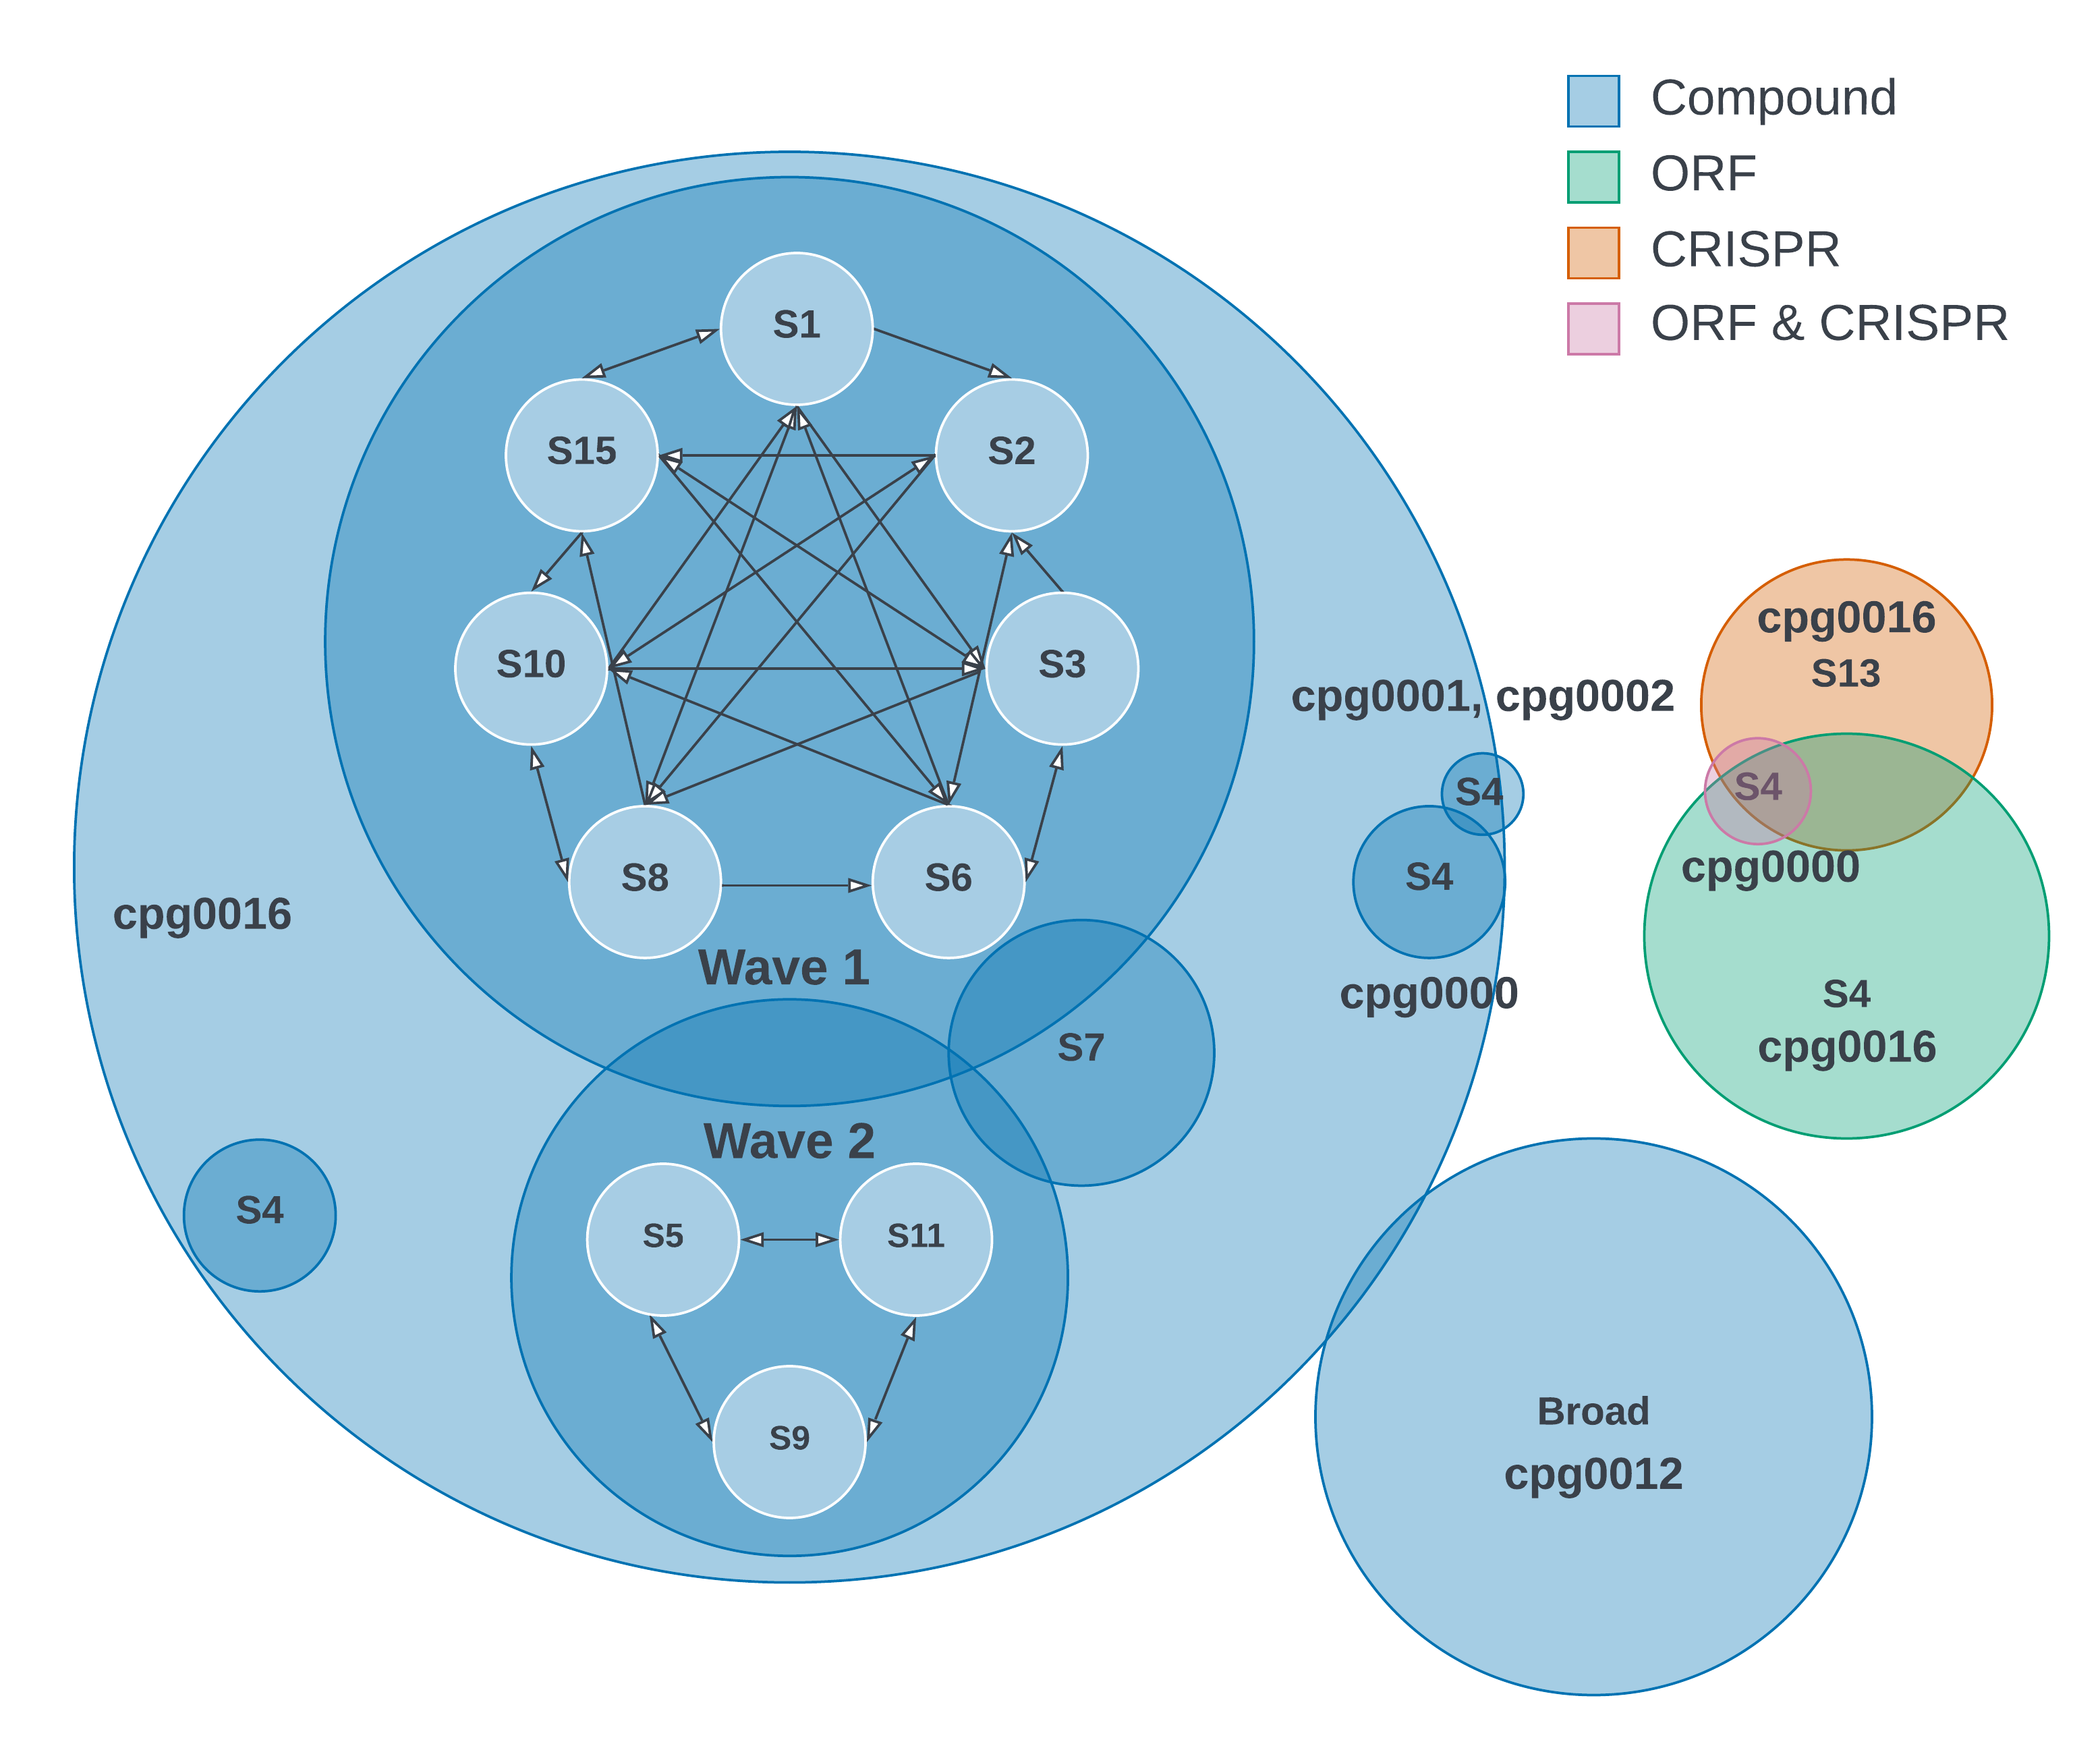 Compound
ORF
CRISPR
ORF & CRISPR
S1
S15
S2
S10
S3
S8
S6
Wave 1
cpg0016
cpg0001, cpg0002
S4
S4
cpg0000
cpg0016
S13
S4
cpg0000
S4
cpg0016
S7
Wave 2
S4
S5
S11
S9
Broad
cpg0012